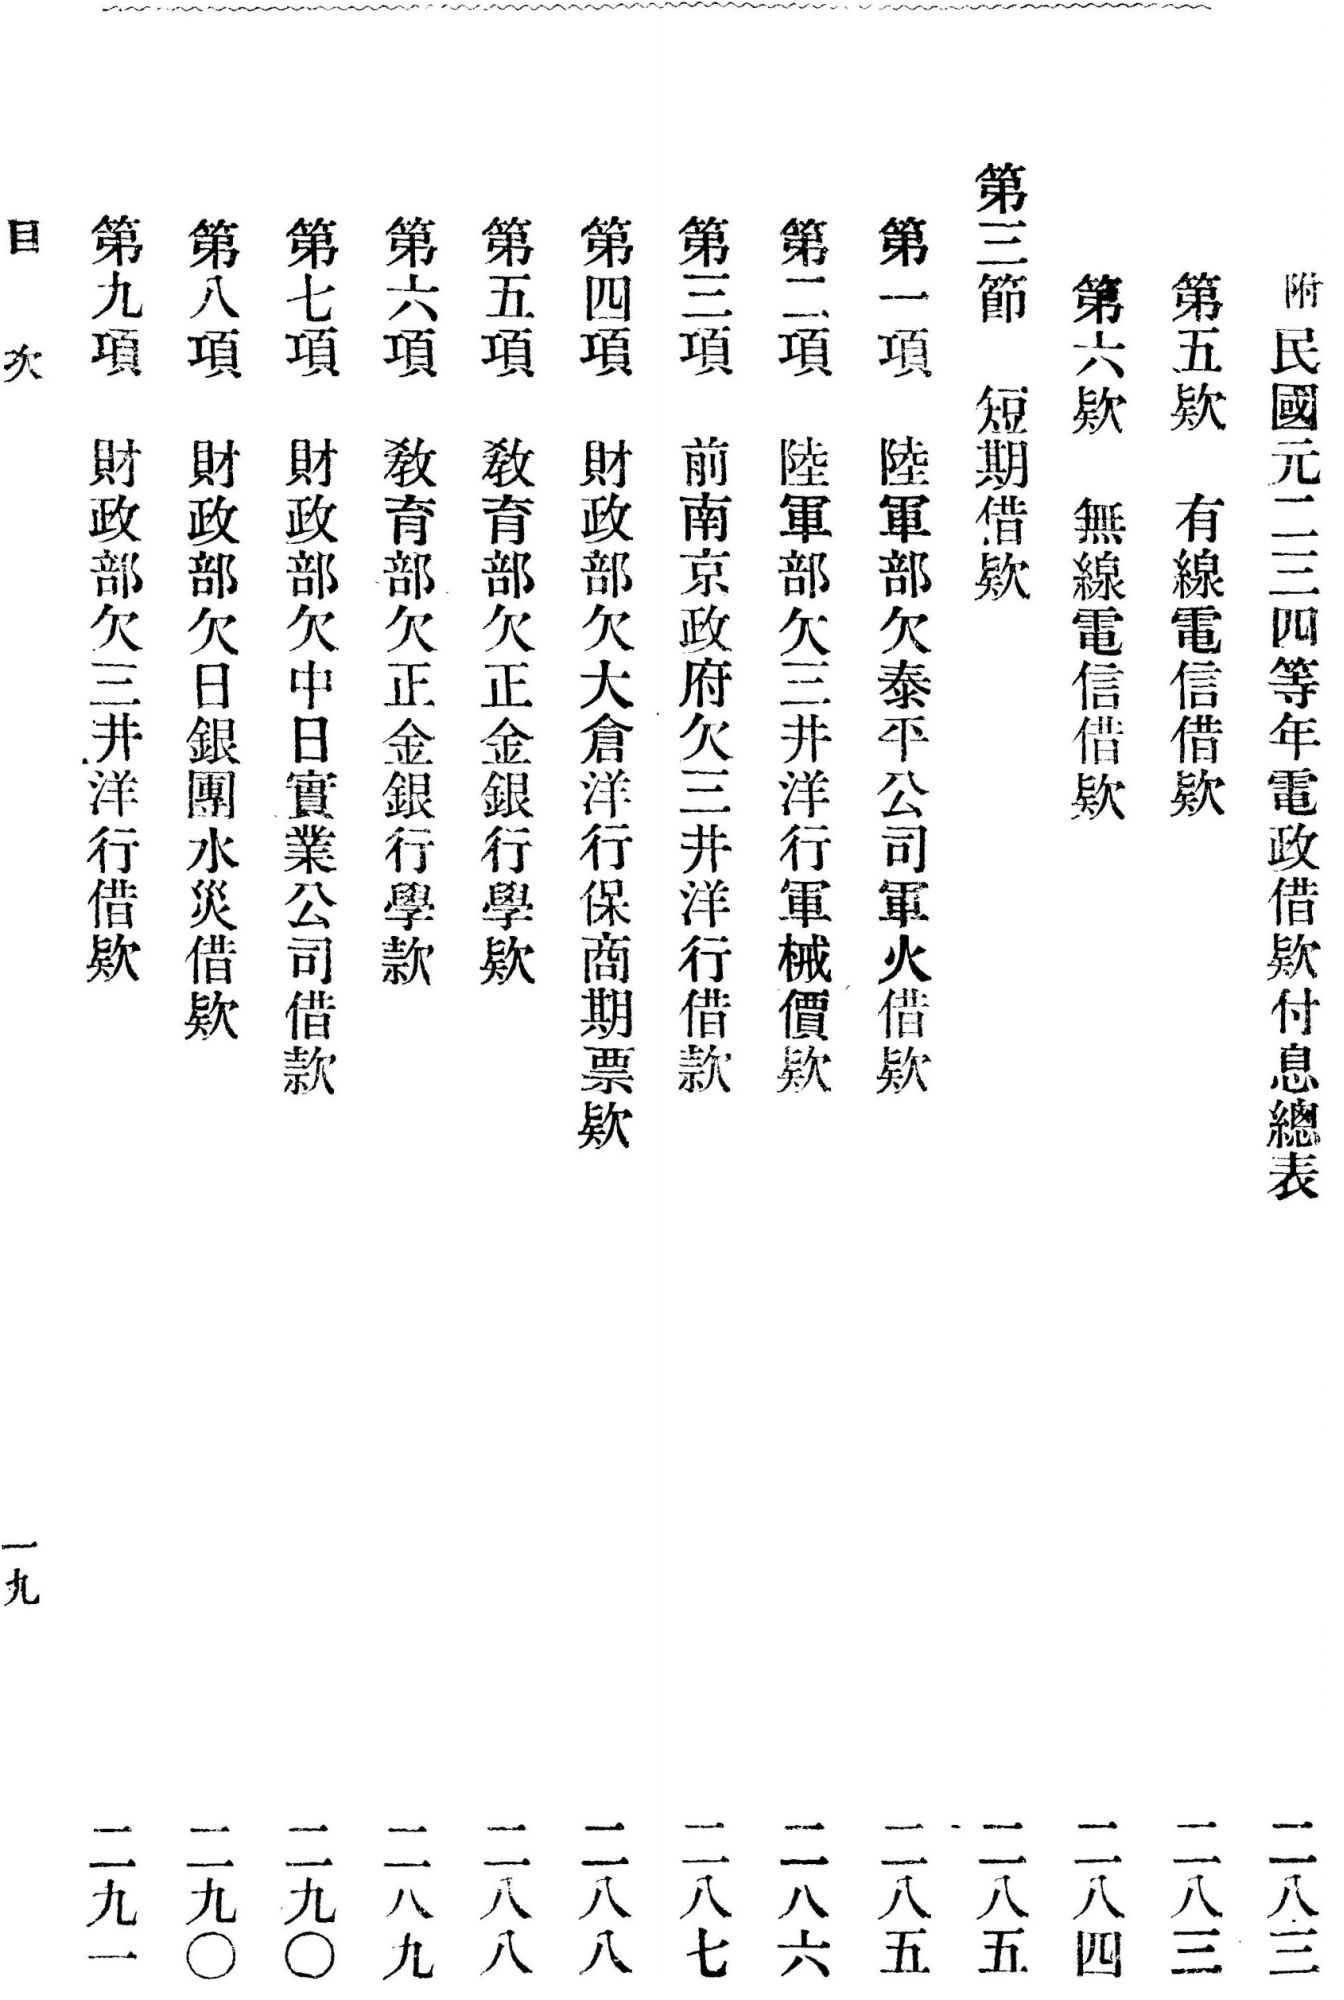 附民國元二三四等年電政借欵付息總表 二八三
第五欵 有線電信借欵 二八三
第六欵 無線電信借欵 二八四
第三節 短期借欵 二八五
第一項 陸軍部欠泰平公司軍火借欵 二八五
第二項 陸軍部欠三井洋行軍械價欵 二八六
第三項 前南京政府欠三井洋行借款 二八七
第四項 財政部欠大倉洋行保商期票欵 二八八
第五項 敎育部欠正金銀行學欵 二八八
第六項 敎育部欠正金銀行學款 二八九
第七項 財政部欠中日實業公司借款 二九〇
第八項 財政部欠日銀團水災借欵 二九〇
第九項 財政部欠三井洋行借欵 二九一
目次 一九